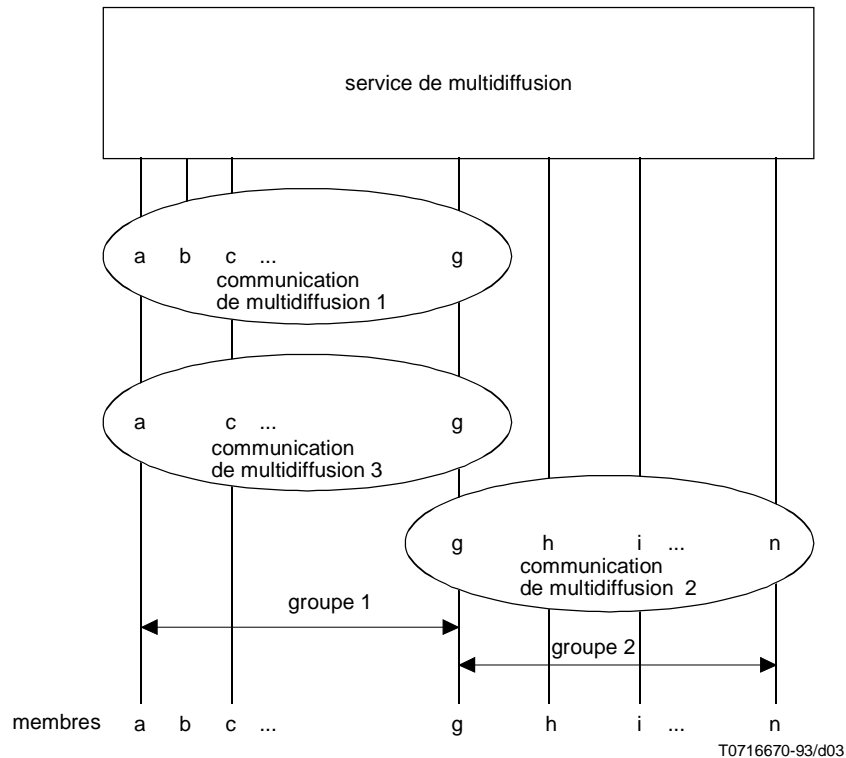 service de multidiffusion
a b c ... g
communication
de multidiffusion 1
a c ... g
communication
de multidiffusion 3
g h i ... n
communication
de multidiffusion 2
groupe 1
groupe 2
membres a b c ... g h i ... n
T0716670-93/d03